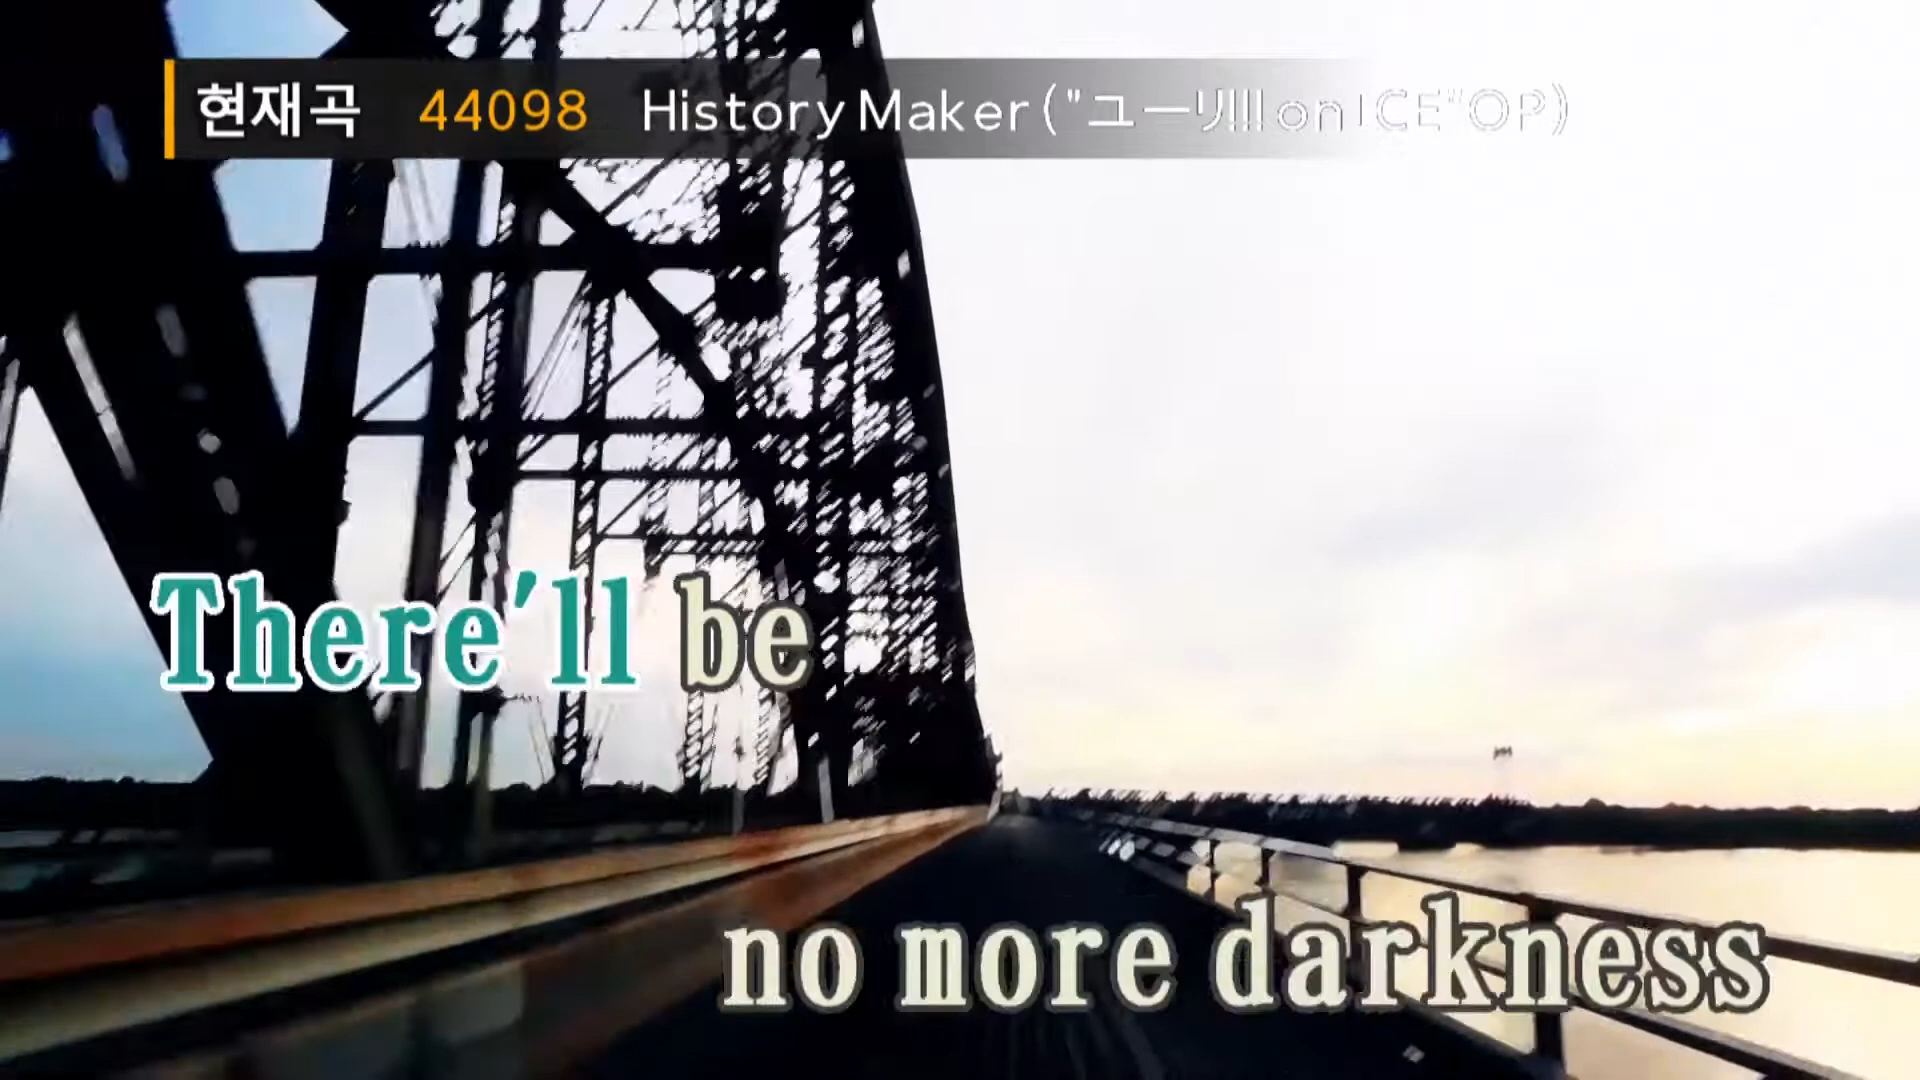 현재곡 44098 History Maker ("ユーリ!!! on ICE"OP)
There'll be
no more darkness